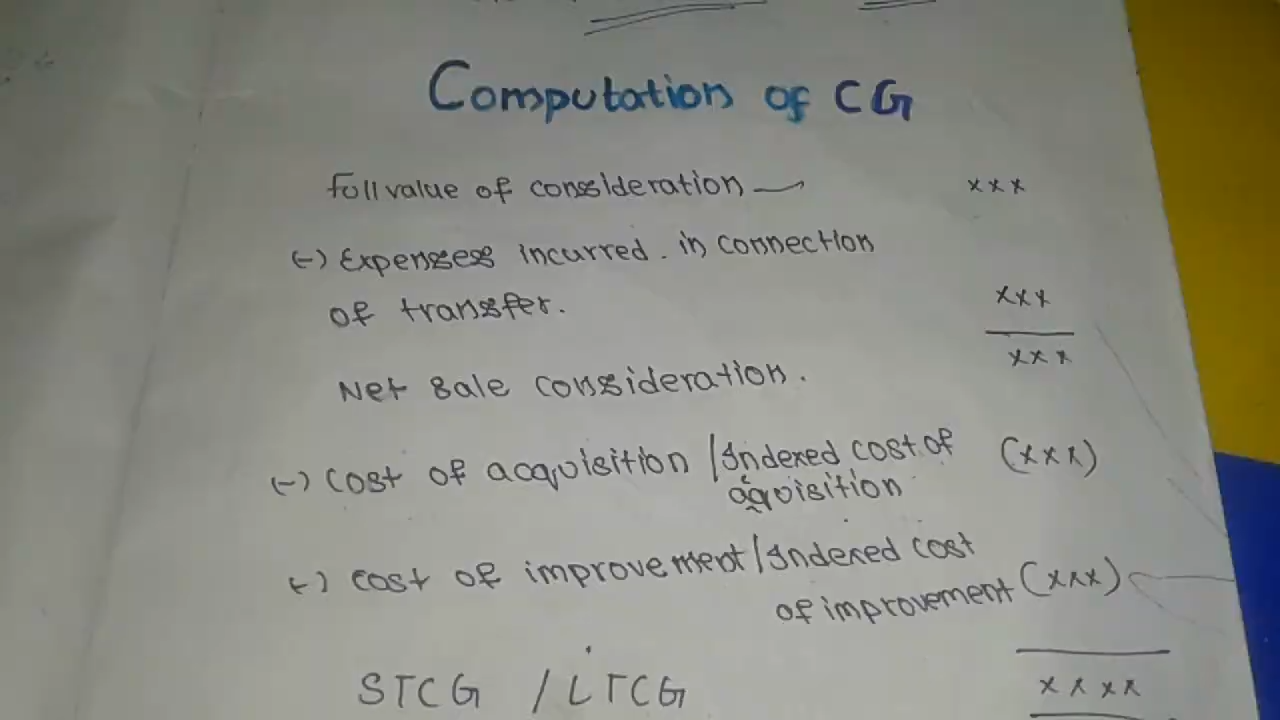 Computation of CG
Full value of consideration — xxx
(-) Expensess incurred. in connection
of transfer. xxx
xxx
Net Sale consideration.
(-) Cost of acquisition / Indexed cost of (xxx)
acquisition
(-) Cost of improvement / Indexed cost
of improvement (xxx)
STCG / LTCG xxxx